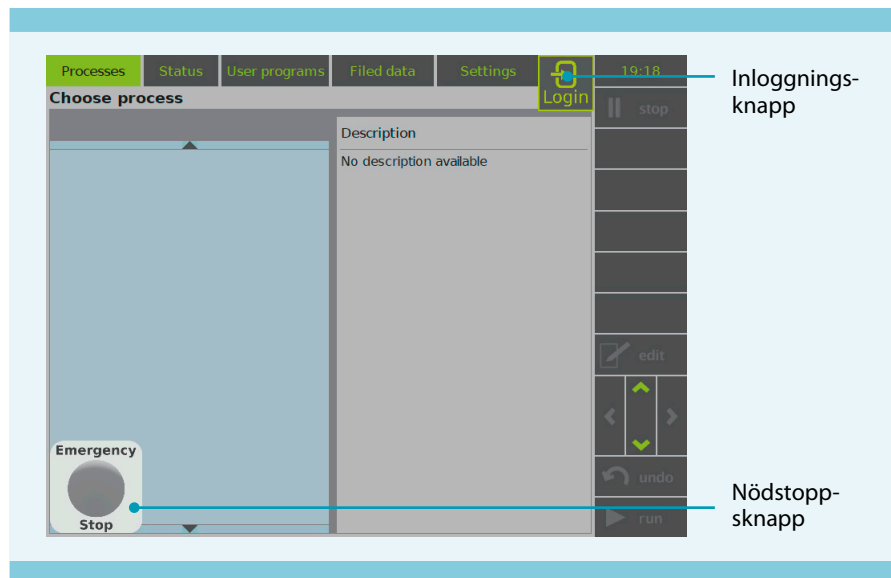 Processes Status User programs Filed data Settings Login 19:18
Choose process
stop
Description
No description available
edit
Emergency
Stop
undo
run
Inloggnings-
knapp
Nödstopp-
sknapp